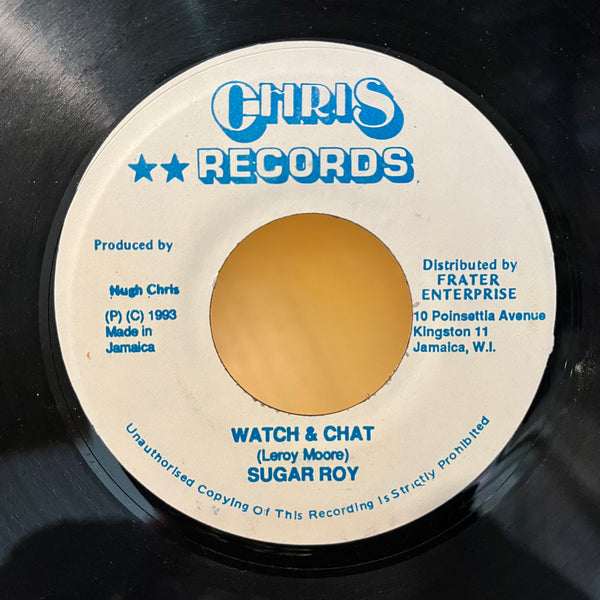 CHRIS
★★ RECORDS
Produced by
Hugh Chris
(P) (C) 1993
Made in
Jamaica
Distributed by
FRATER
ENTERPRISE
10 Poinsettia Avenue
Kingston 11
Jamaica, W.I.
WATCH & CHAT
(Leroy Moore)
SUGAR ROY
Unauthorised Copying Of This Recording Is Strictly Prohibited